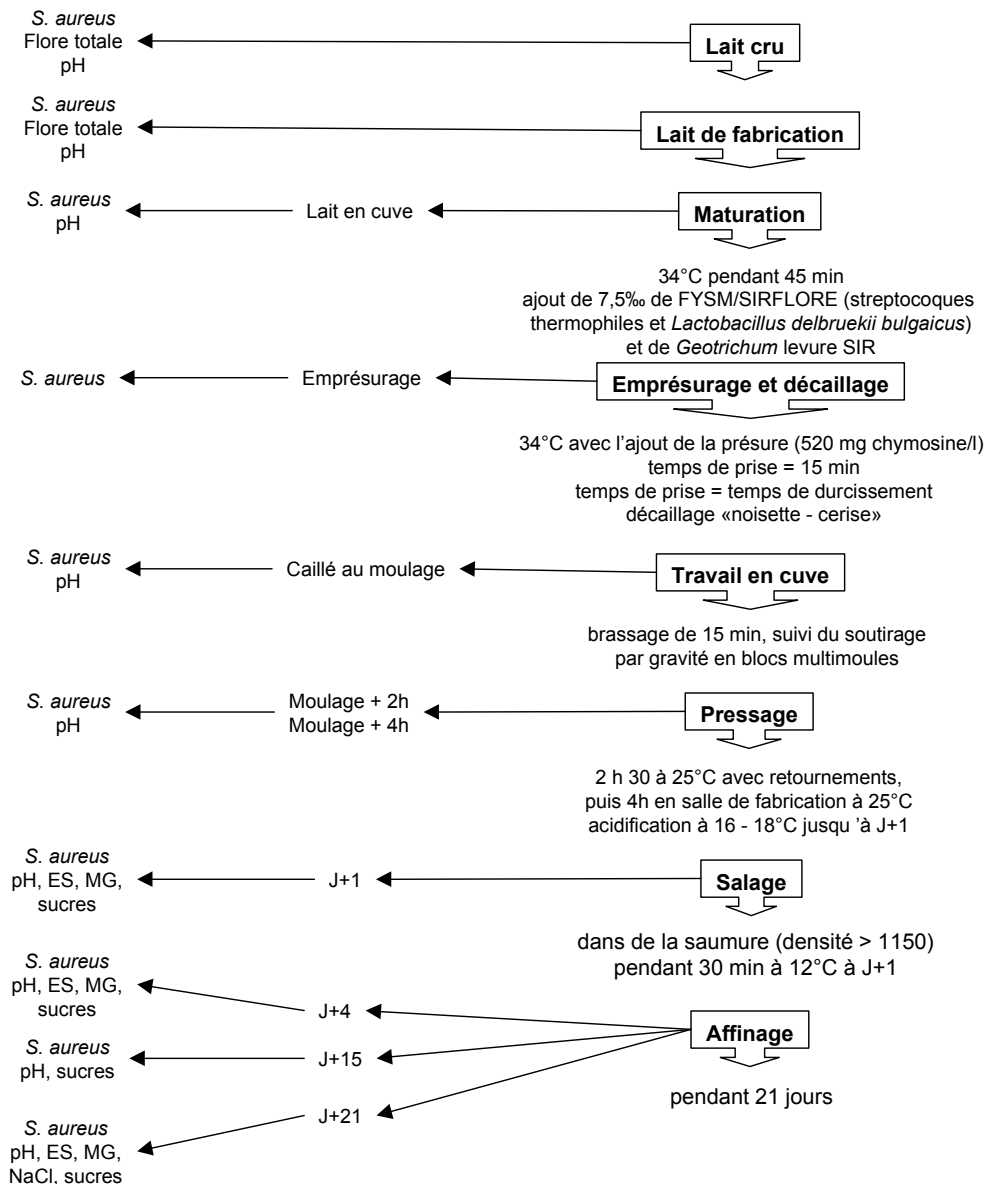 S. aureus
Flore totale
pH
Lait cru
S. aureus
Flore totale
pH
Lait de fabrication
S. aureus
pH
Lait en cuve
Maturation
34°C pendant 45 min
ajout de 7,5‰ de FYSM/SIRFLORE (streptocoques
thermophiles et Lactobacillus delbruekii bulgaicus)
et de Geotrichum levure SIR
S. aureus
Emprésurage
Emprésurage et décaillage
34°C avec l'ajout de la présure (520 mg chymosine/l)
temps de prise = 15 min
temps de prise = temps de durcissement
décaillage «noisette - cerise»
S. aureus
pH
Caillé au moulage
Travail en cuve
brassage de 15 min, suivi du soutirage
par gravité en blocs multimoules
S. aureus
pH
Moulage + 2h
Moulage + 4h
Pressage
2 h 30 à 25°C avec retournements,
puis 4h en salle de fabrication à 25°C
acidification à 16 - 18°C jusqu 'à J+1
S. aureus
pH, ES, MG,
sucres
J+1
Salage
dans de la saumure (densité > 1150)
pendant 30 min à 12°C à J+1
S. aureus
pH, ES, MG,
sucres
J+4
Affinage
S. aureus
pH, sucres
J+15
pendant 21 jours
J+21
S. aureus
pH, ES, MG,
NaCl, sucres